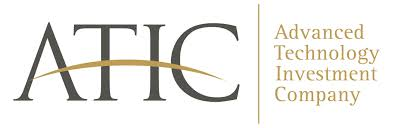 ATIC
Advanced
Technology
Investment
Company